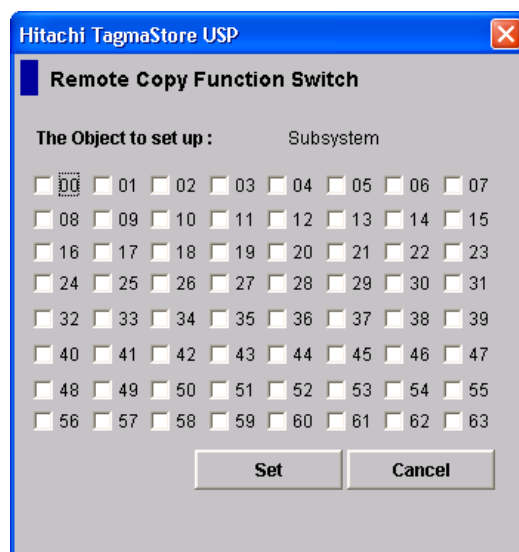 Hitachi TagmaStore USP
Remote Copy Function Switch
The Object to set up : Subsystem
00 01 02 03 04 05 06 07
08 09 10 11 12 13 14 15
16 17 18 19 20 21 22 23
24 25 26 27 28 29 30 31
32 33 34 35 36 37 38 39
40 41 42 43 44 45 46 47
48 49 50 51 52 53 54 55
56 57 58 59 60 61 62 63
Set Cancel